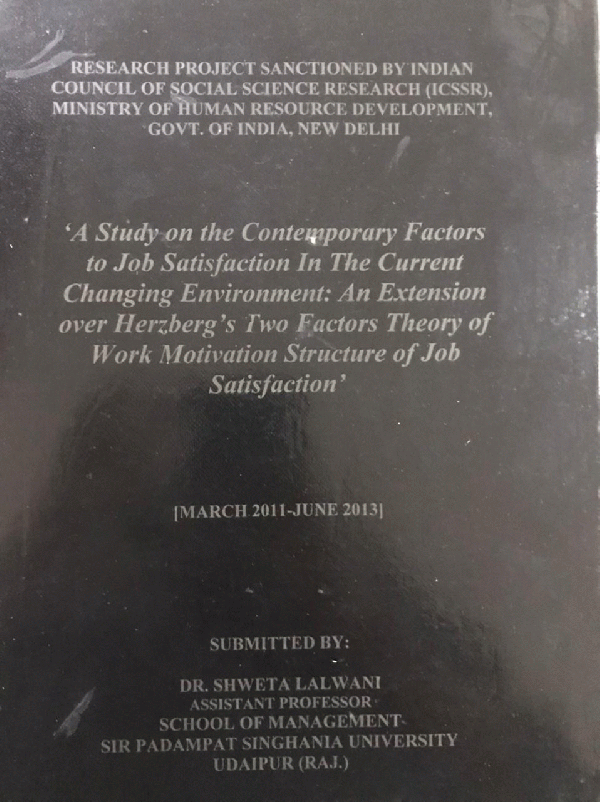 RESEARCH PROJECT SANCTIONED BY INDIAN
COUNCIL OF SOCIAL SCIENCE RESEARCH (ICSSR),
MINISTRY OF HUMAN RESOURCE DEVELOPMENT,
GOVT. OF INDIA, NEW DELHI
‘A Study on the Contemporary Factors
to Job Satisfaction In The Current
Changing Environment: An Extension
over Herzberg’s Two Factors Theory of
Work Motivation Structure of Job
Satisfaction’
[MARCH 2011-JUNE 2013]
SUBMITTED BY:
DR. SHWETA LALWANI
ASSISTANT PROFESSOR
SCHOOL OF MANAGEMENT
SIR PADAMPAT SINGHANIA UNIVERSITY
UDAIPUR (RAJ.)